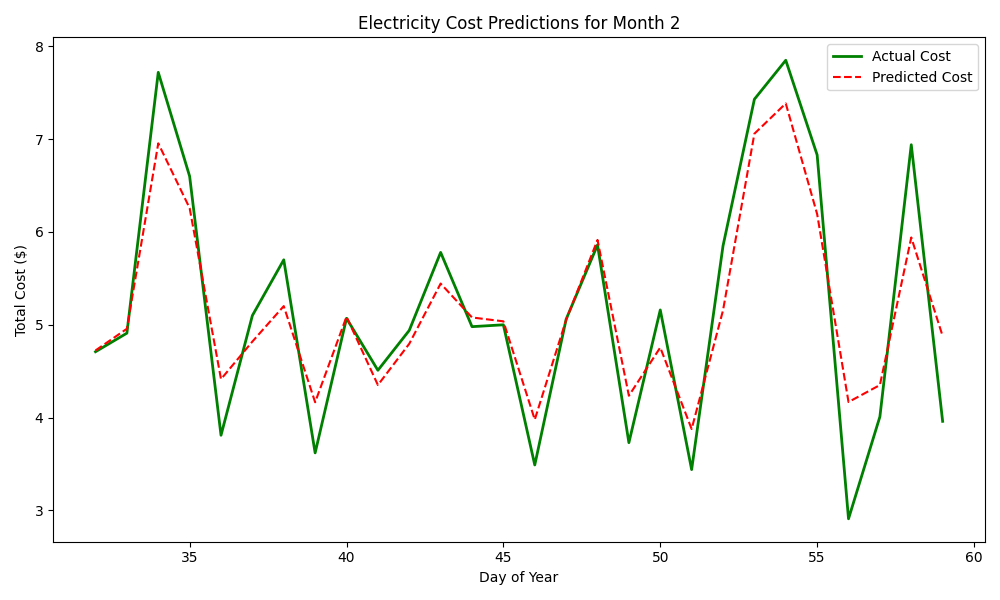 Electricity Cost Predictions for Month 2
Actual Cost
Predicted Cost
Total Cost ($)
8
7
6
5
4
3
35
40
45
50
55
60
Day of Year